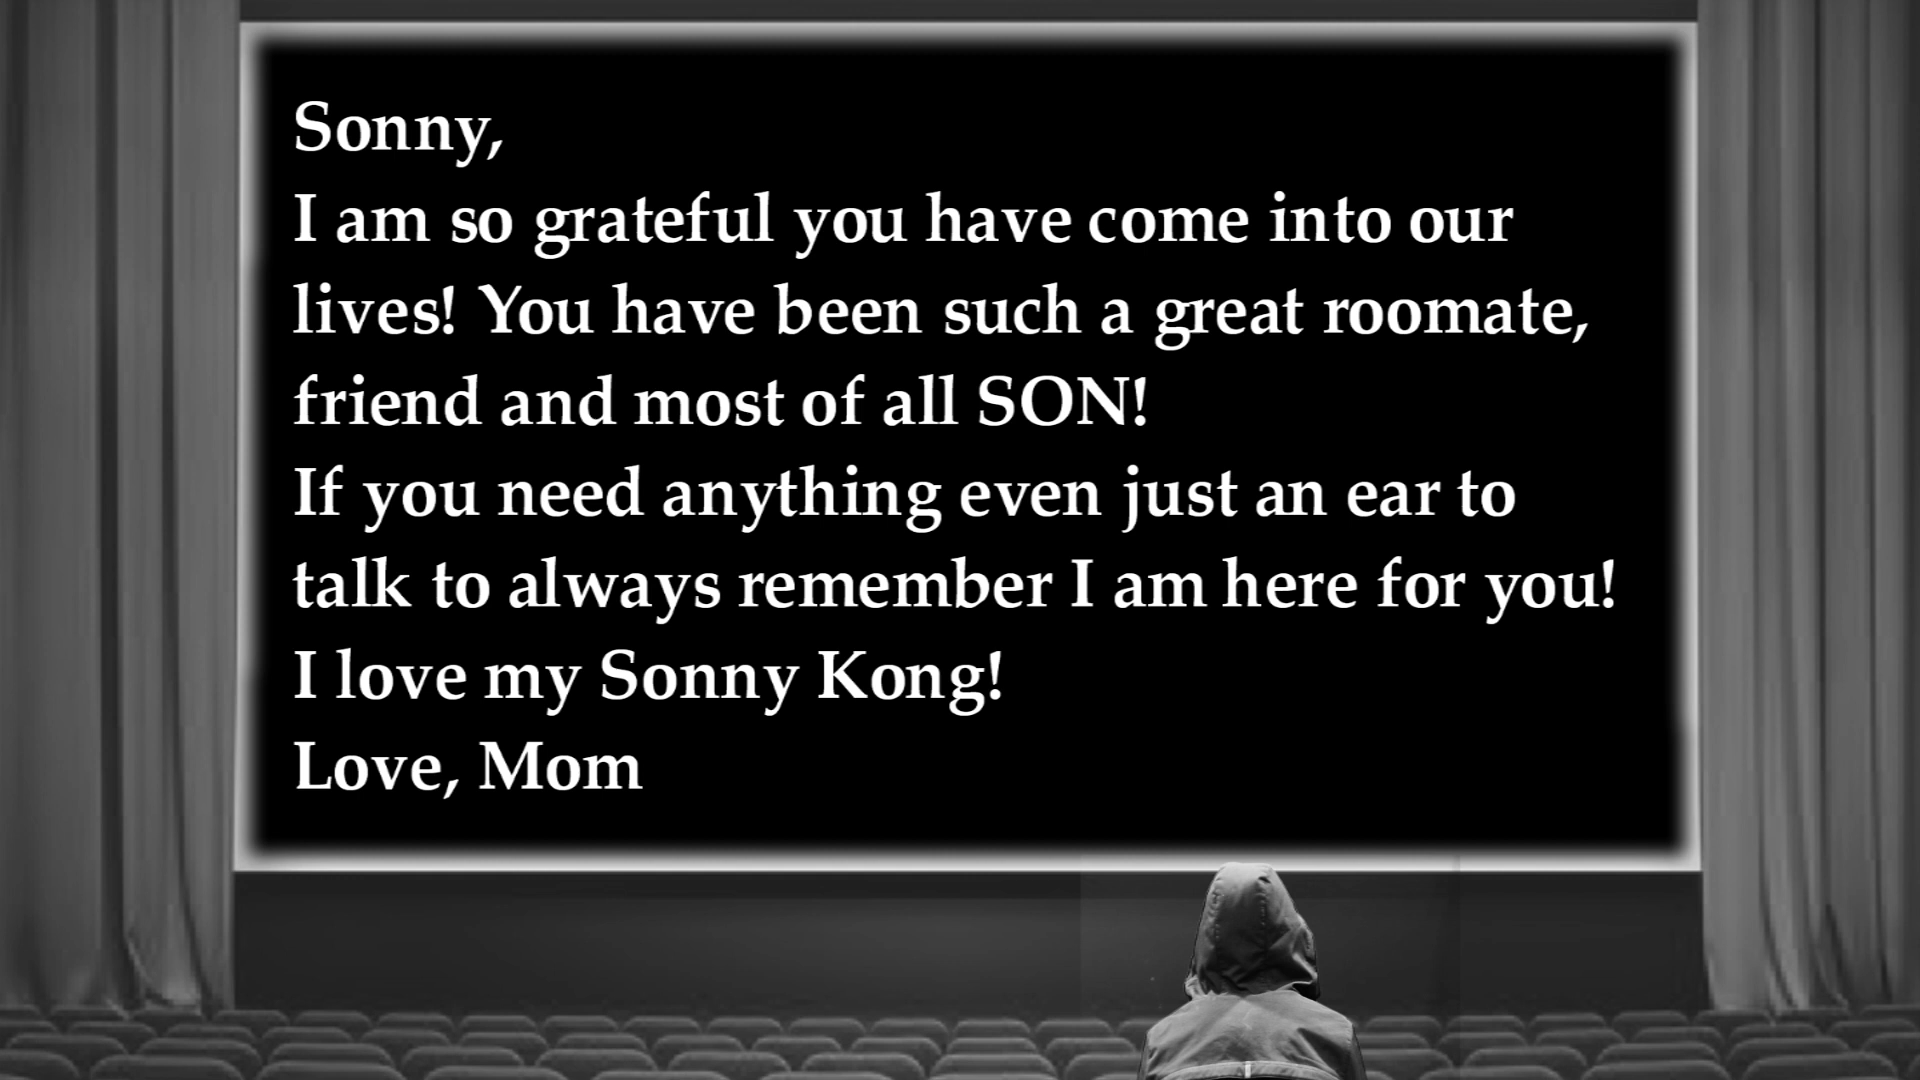 Sonny,
I am so grateful you have come into our
lives! You have been such a great roomate,
friend and most of all SON!
If you need anything even just an ear to
talk to always remember I am here for you!
I love my Sonny Kong!
Love, Mom